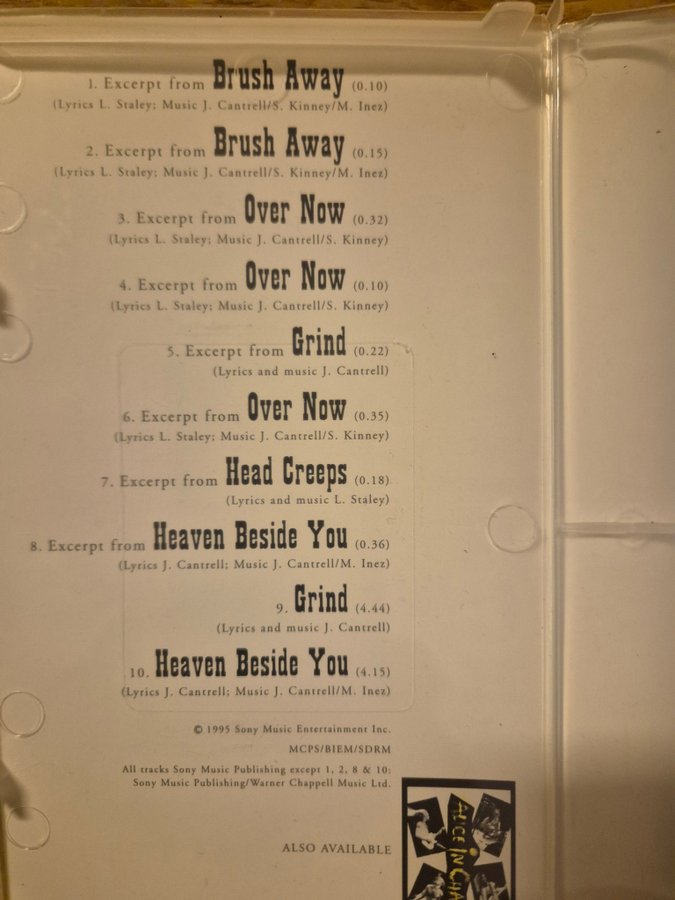 1. Excerpt from Brush Away (0.10)
(Lyrics L. Staley; Music J. Cantrell/S. Kinney/M. Inez)
2. Excerpt from Brush Away (0.15)
(Lyrics L. Staley; Music J. Cantrell/S. Kinney/M. Inez)
3. Excerpt from Over Now (0.32)
(Lyrics L. Staley; Music J. Cantrell/S. Kinney)
4. Excerpt from Over Now (0.10)
(Lyrics L. Staley; Music J. Cantrell/S. Kinney)
5. Excerpt from Grind (0.22)
(Lyrics and music J. Cantrell)
6. Excerpt from Over Now (0.35)
(Lyrics L. Staley; Music J. Cantrell/S. Kinney)
7. Excerpt from Head Creeps (0.18)
(Lyrics and music L. Staley)
8. Excerpt from Heaven Beside You (0.36)
(Lyrics J. Cantrell; Music J. Cantrell/M. Inez)
9. Grind (4.44)
(Lyrics and music J. Cantrell)
10. Heaven Beside You (4.15)
(Lyrics J. Cantrell; Music J. Cantrell/M. Inez)
© 1995 Sony Music Entertainment Inc.
MCPS/BIEM/SDRM
All tracks Sony Music Publishing except 1, 2, 8 & 10:
Sony Music Publishing/Warner Chappell Music Ltd.
ALSO AVAILABLE
ALICE IN CHA